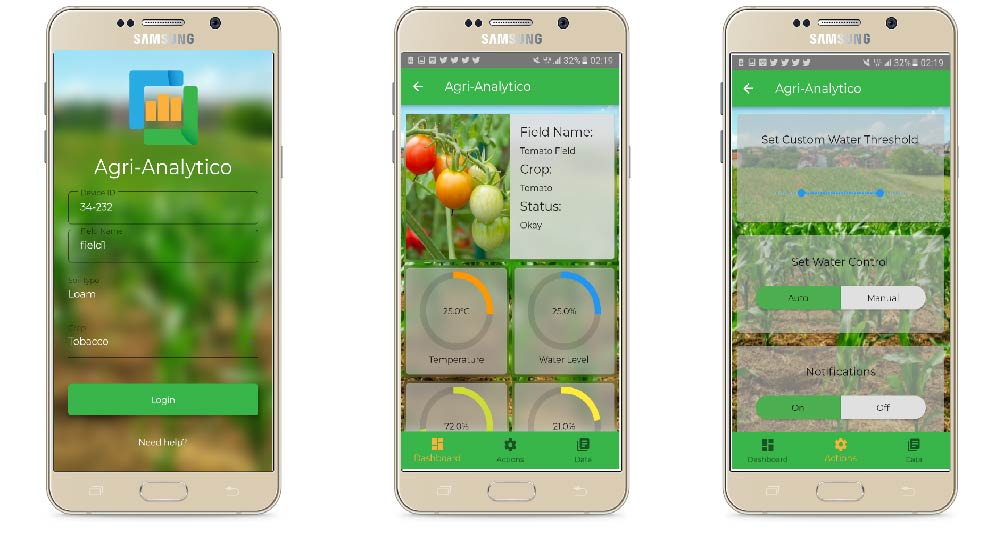 SAMSUNG
Agri-Analytico
Device ID
34-232
Field Name
field1
Soil type
Loam
Crop
Tobacco
Login
Need help?
SAMSUNG
32% 02:19
Agri-Analytico
Field Name:
Tomato Field
Crop:
Tomato
Status:
Okay
25.0°C
25.0%
Temperature
Water Level
72.0%
21.0%
Dashboard
Actions
Data
SAMSUNG
32% 02:19
Agri-Analytico
Set Custom Water Threshold
Set Water Control
Auto
Manual
Notifications
On
Off
Dashboard
Actions
Data